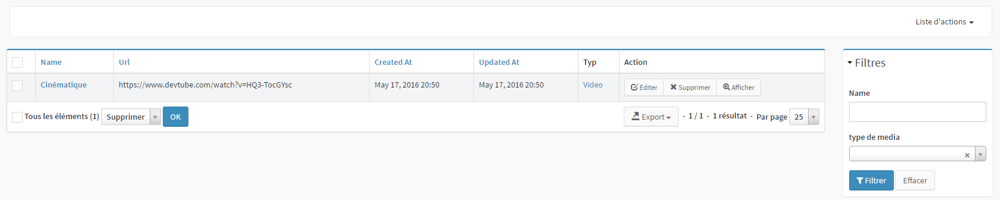 Liste d'actions
Name Url Created At Updated At Typ Action
Cinématique https://www.devtube.com/watch?v=HQ3-TocGYsc May 17, 2016 20:50 May 17, 2016 20:50 Video Éditer Supprimer Afficher
Tous les éléments (1) Supprimer OK Export - 1 / 1 - 1 résultat - Par page 25
Filtres
Name
type de media
Filtrer Effacer